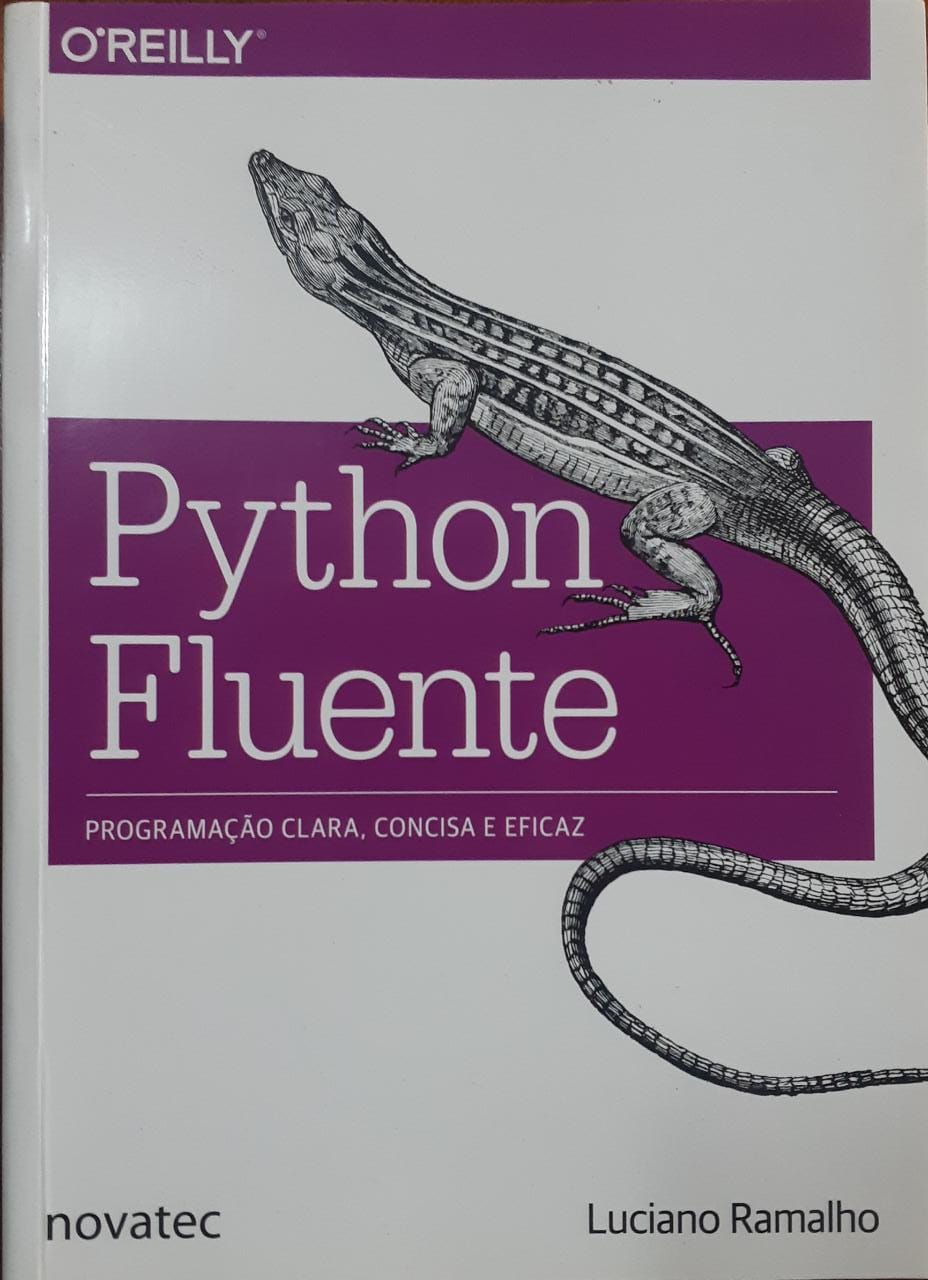 O'REILLY®
Python
Fluente
PROGRAMAÇÃO CLARA, CONCISA E EFICAZ
novatec
Luciano Ramalho